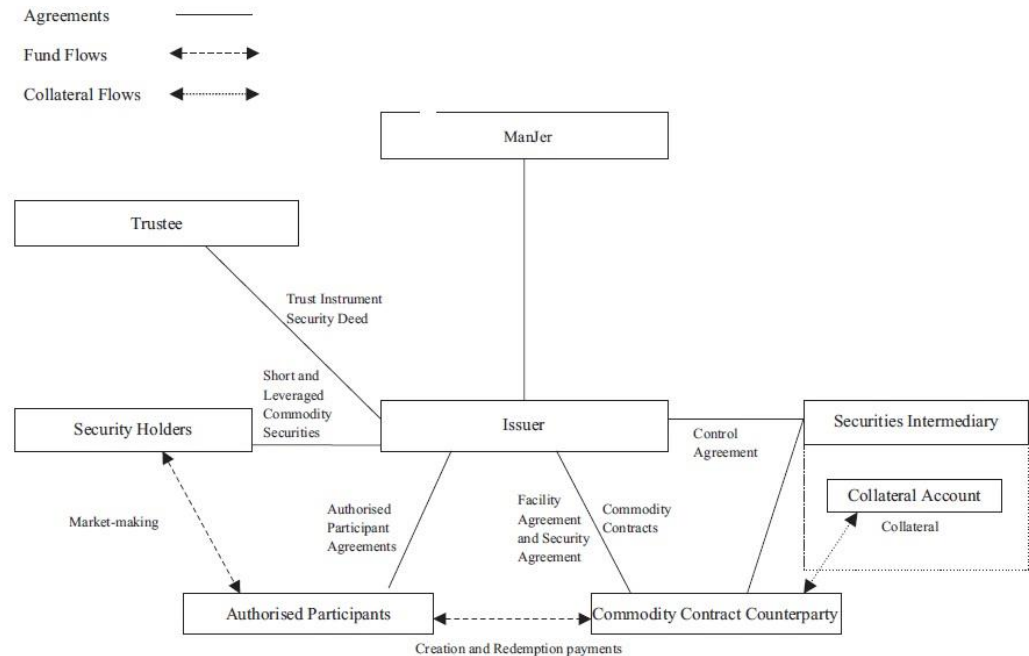 Agreements
Fund Flows
Collateral Flows
ManJer
Trustee
Trust Instrument
Security Deed
Short and
Leveraged
Commodity
Securities
Security Holders
Issuer
Control
Agreement
Securities Intermediary
Collateral Account
Collateral
Market-making
Authorised
Participant
Agreements
Facility
Agreement
and Security
Agreement
Commodity
Contracts
Authorised Participants
Commodity Contract Counterparty
Creation and Redemption payments